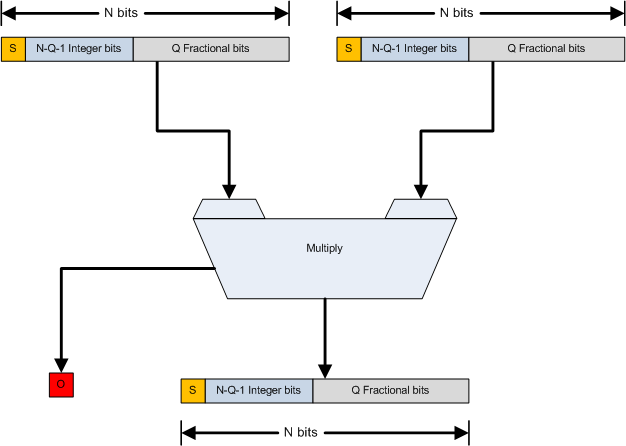 N bits
N bits
S N-Q-1 Integer bits Q Fractional bits
S N-Q-1 Integer bits Q Fractional bits
Multiply
O
S N-Q-1 Integer bits Q Fractional bits
N bits